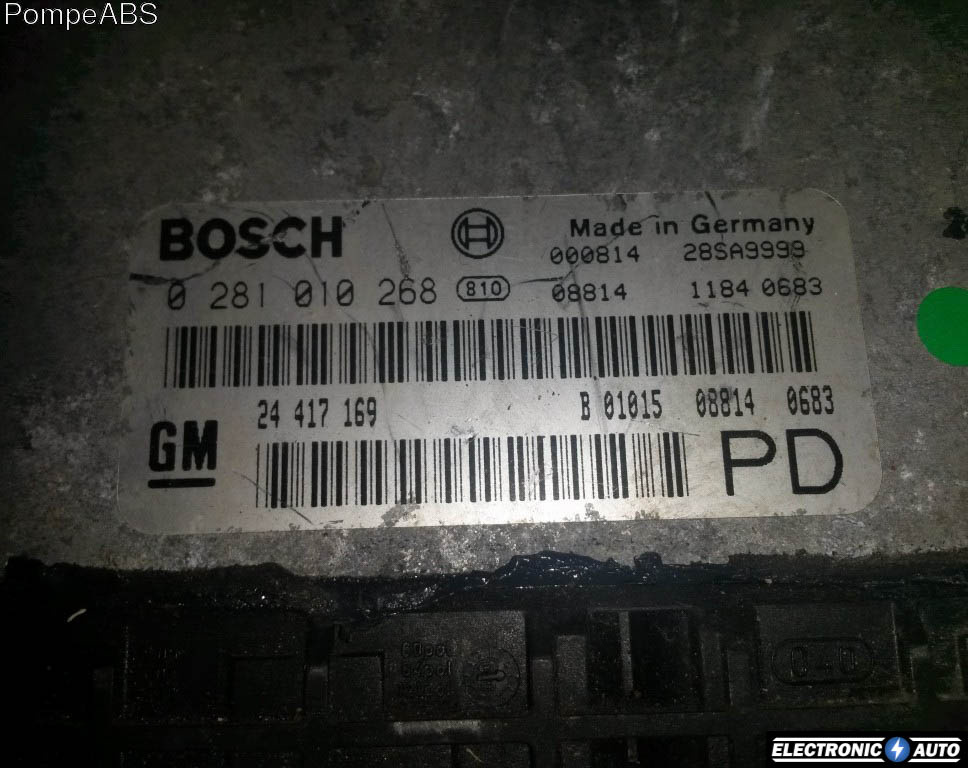 PompeABS
BOSCH Made in Germany
000814 28SA9999
0 281 010 268 810 08814 1184 0683
24 417 169 B 01015 08814 0683
GM PD
ELECTRONIC AUTO